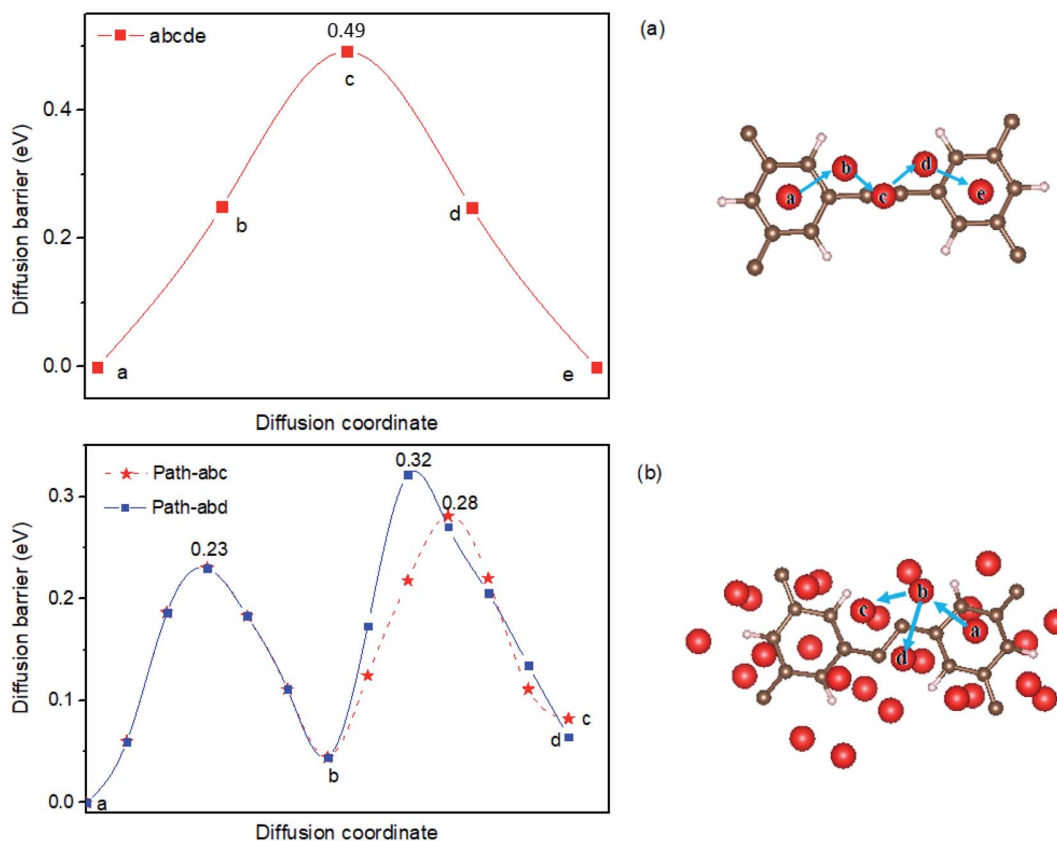 abcde
0.49
(a)
c
0.4
Diffusion barrier (eV)
b
d
0.2
a
b
c
d
e
0.0
a
e
Diffusion coordinate
Path-abc
Path-abd
0.32
(b)
0.3
0.28
0.23
Diffusion barrier (eV)
0.2
b
c
a
d
0.1
c
d
b
0.0
a
Diffusion coordinate